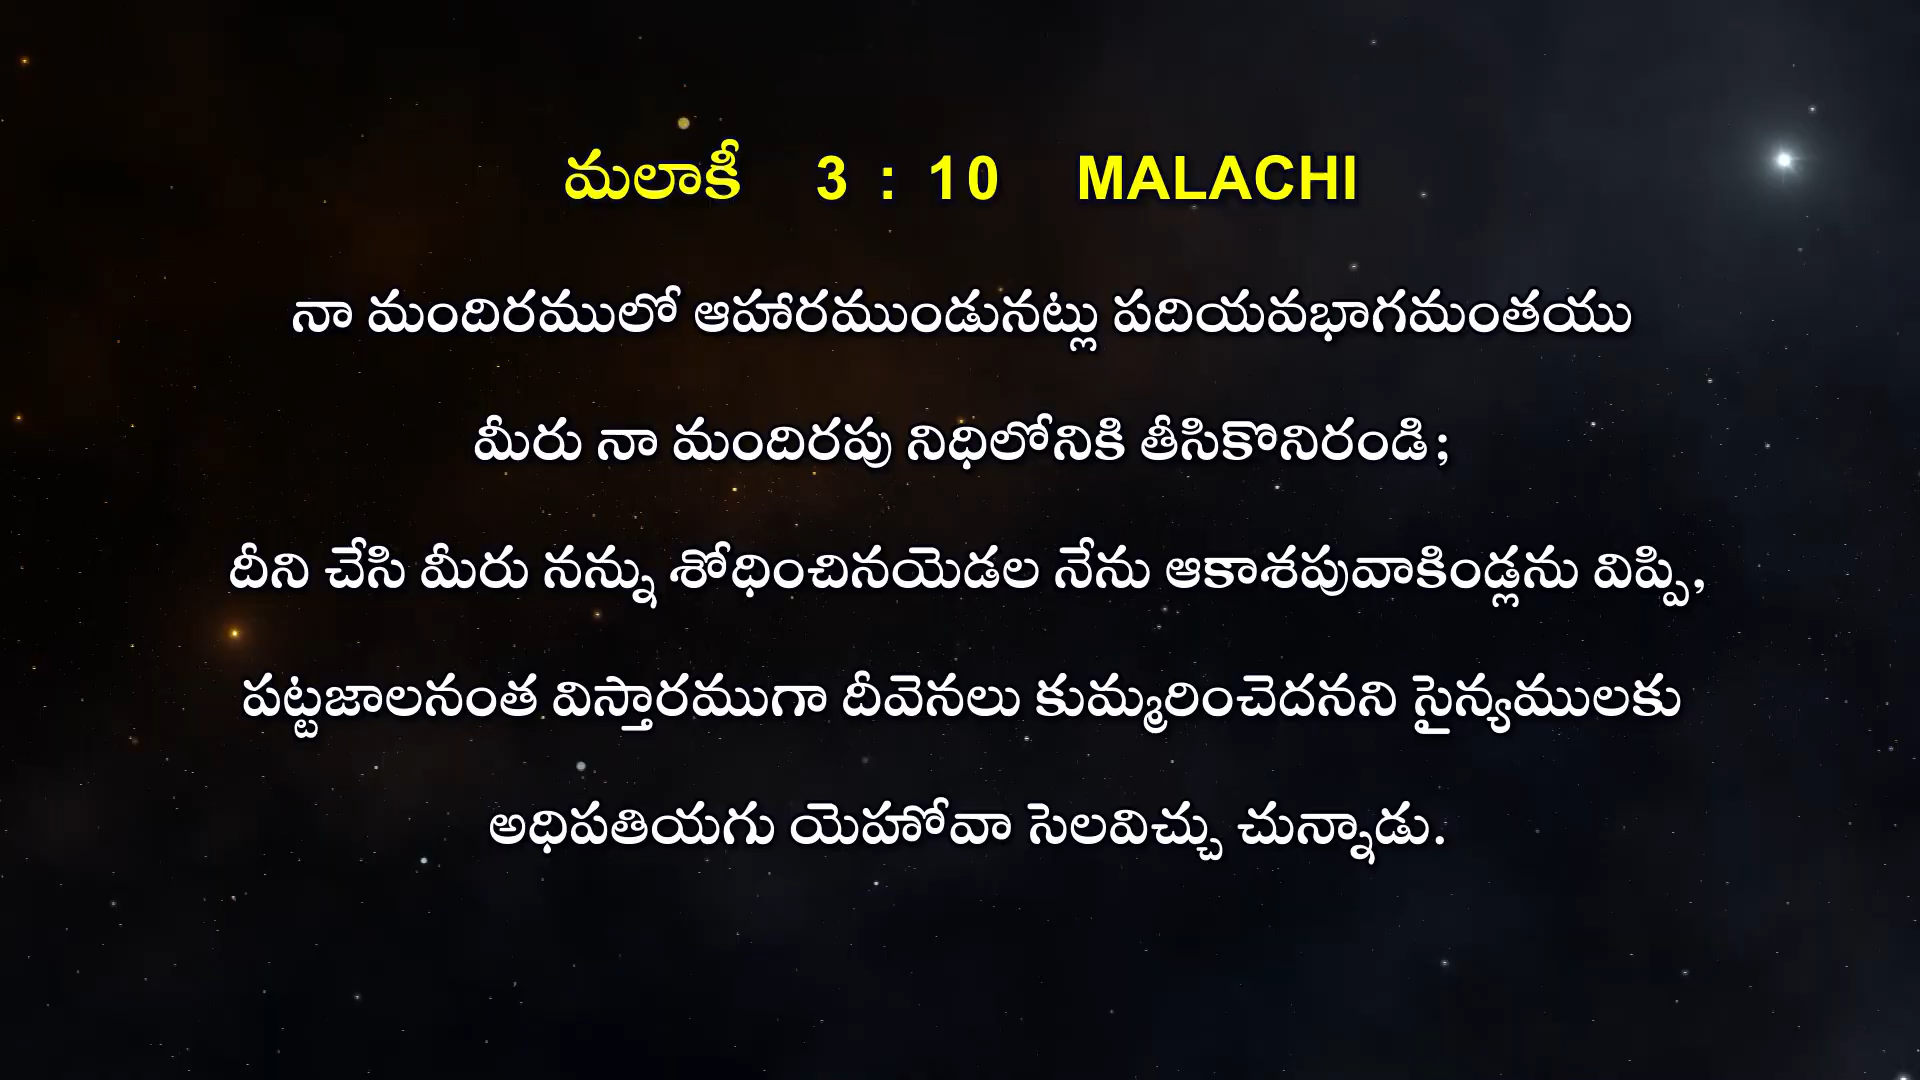 మలాకీ 3 : 10 MALACHI
నా మందిరములో ఆహారముండునట్లు పదియవభాగమంతయు
మీరు నా మందిరపు నిధిలోనికి తీసికొనిరండి;
దీని చేసి మీరు నన్ను శోధించినయెడల నేను ఆకాశపువాకిండ్లను విప్పి,
పట్టజాలనంత విస్తారముగా దీవెనలు కుమ్మరించెదనని సైన్యములకు
అధిపతియగు యెహోవా సెలవిచ్చు చున్నాడు.